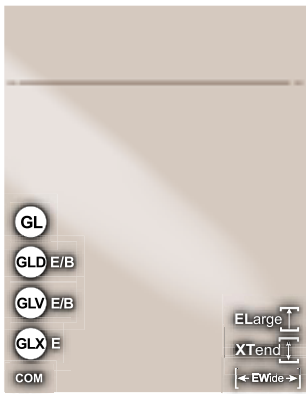 GL
GLD E/B
GLV E/B
GLX E
COM
ELarge
XTend
EWide